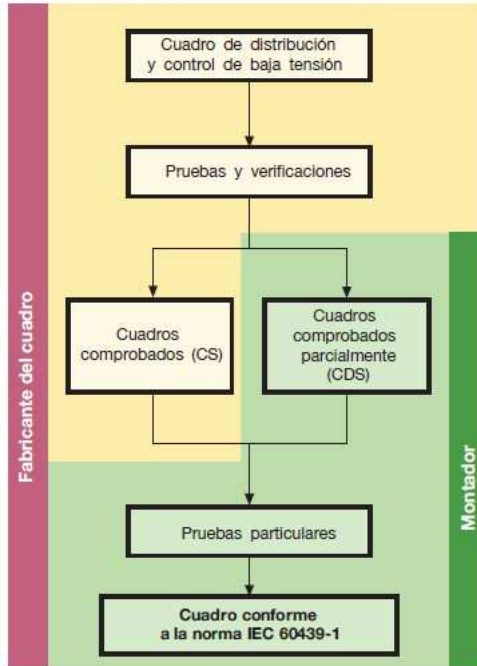 Cuadro de distribución
y control de baja tensión
Pruebas y verificaciones
Cuadros
comprobados (CS)
Cuadros
comprobados
parcialmente
(CDS)
Fabricante del cuadro
Montador
Pruebas particulares
Cuadro conforme
a la norma IEC 60439-1